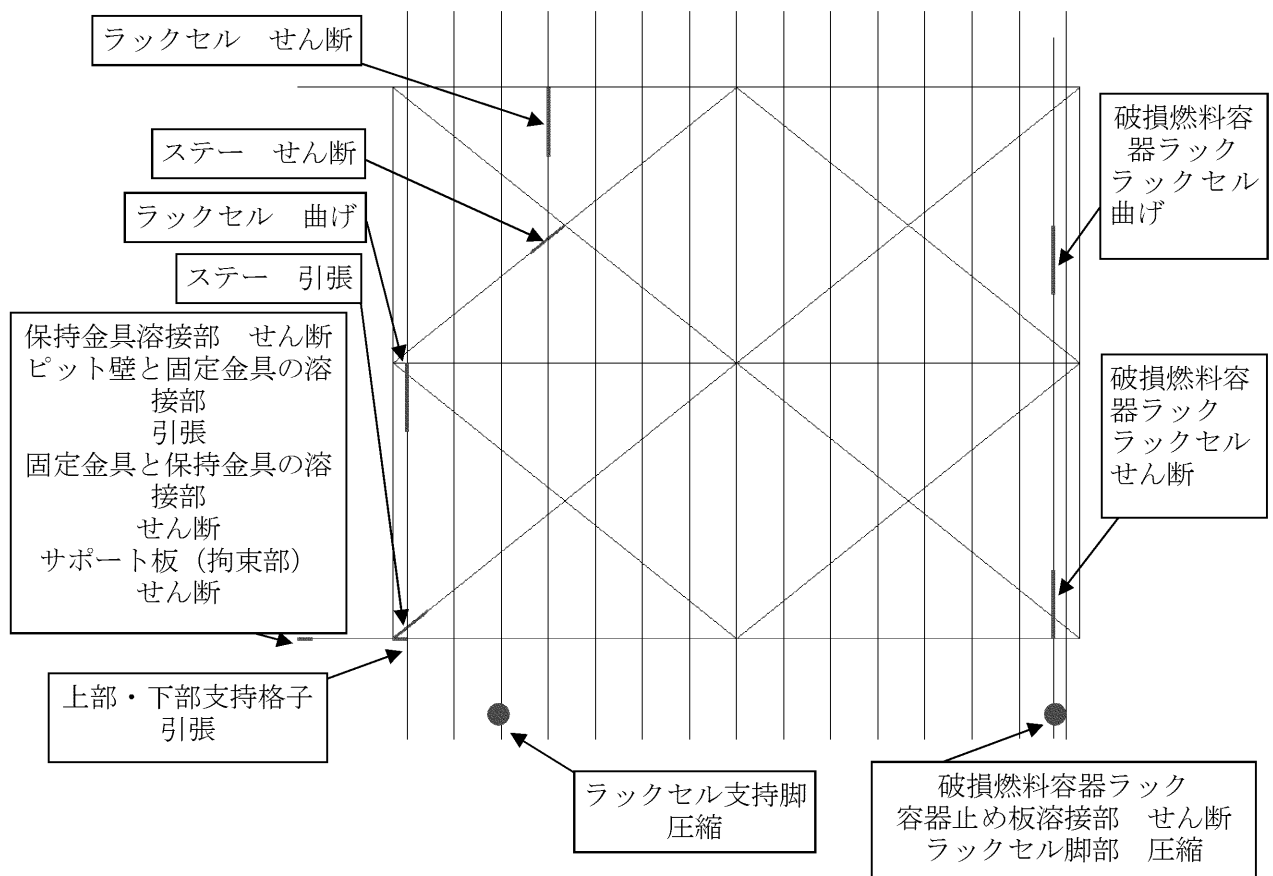 ラックセル　せん断
ステー　せん断
ラックセル　曲げ
ステー　引張
保持金具溶接部　せん断
ピット壁と固定金具の溶
接部
引張
固定金具と保持金具の溶
接部
せん断
サポート板（拘束部）
せん断
上部・下部支持格子
引張
ラックセル支持脚
圧縮
破損燃料容
器ラック
ラックセル
曲げ
破損燃料容
器ラック
ラックセル
せん断
破損燃料容器ラック
容器止め板溶接部　せん断
ラックセル脚部　圧縮